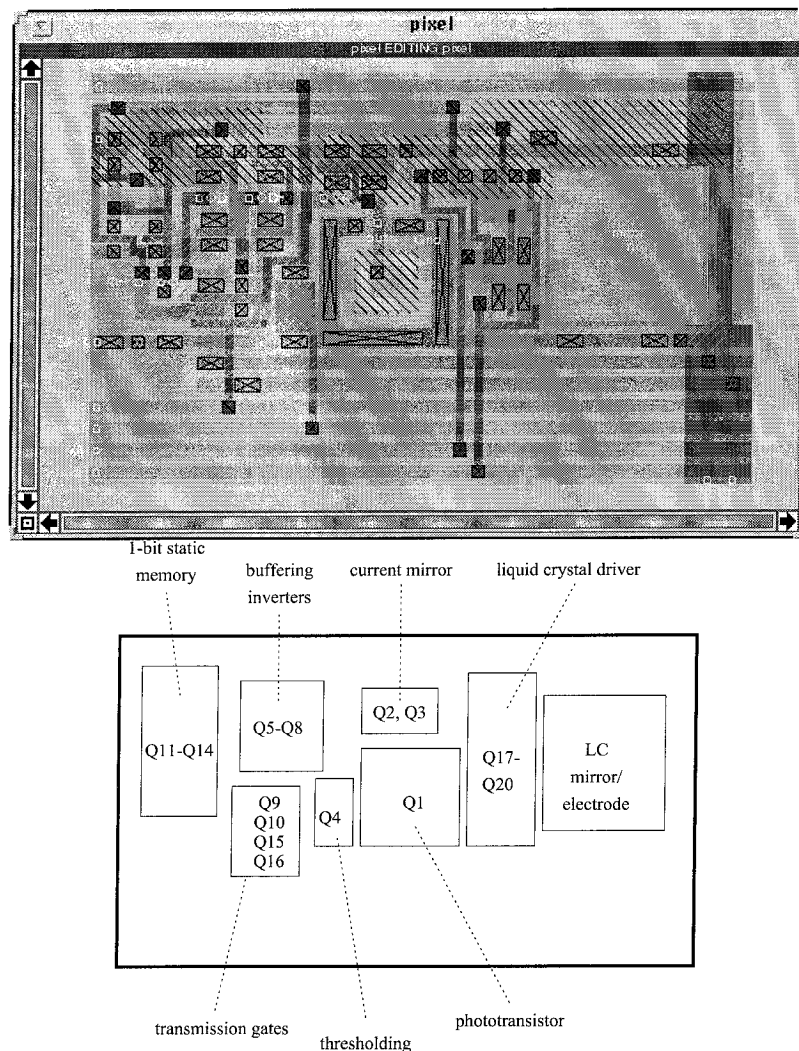 pixel
pixel EDITING pixel
1-bit static
memory
buffering
inverters
current mirror
liquid crystal driver
Q11-Q14
Q5-Q8
Q2, Q3
Q17-
Q20
LC
mirror/
electrode
Q9
Q10
Q15
Q16
Q4
Q1
transmission gates
thresholding
phototransistor